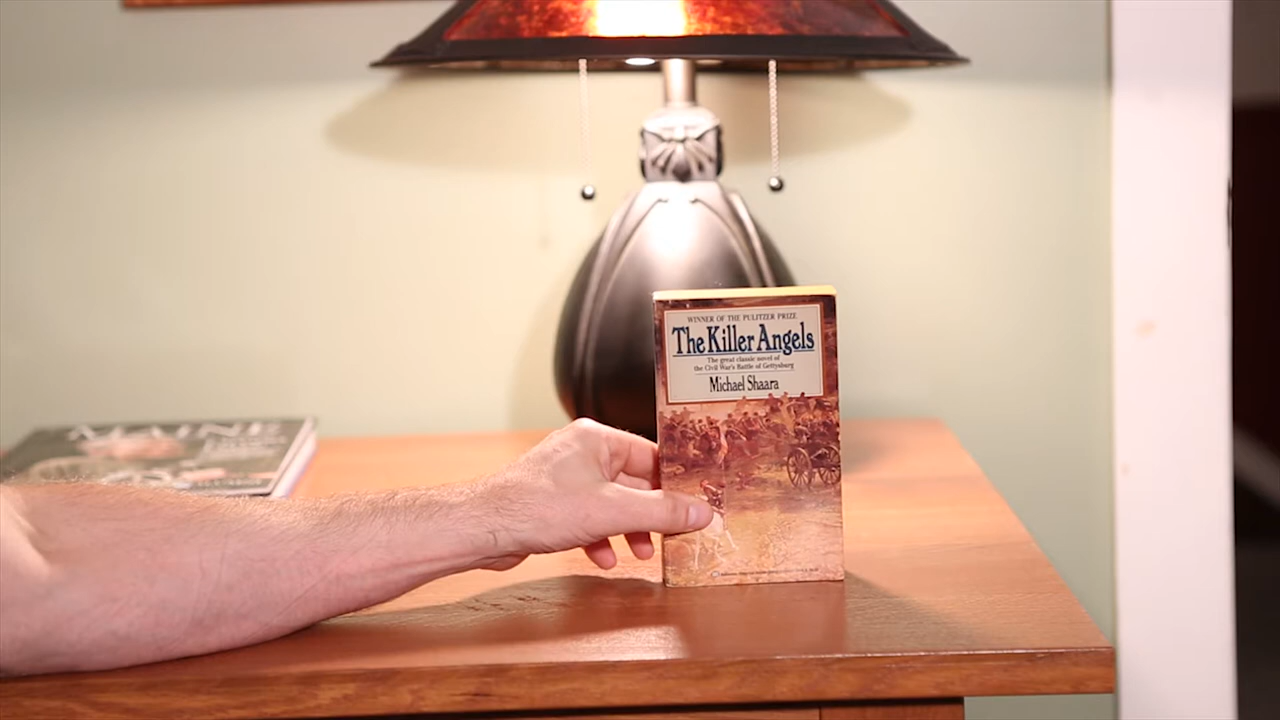 WINNER OF THE PULITZER PRIZE
The Killer Angels
The great classic novel of
the Civil War's Battle of Gettysburg
Michael Shaara
MAINE